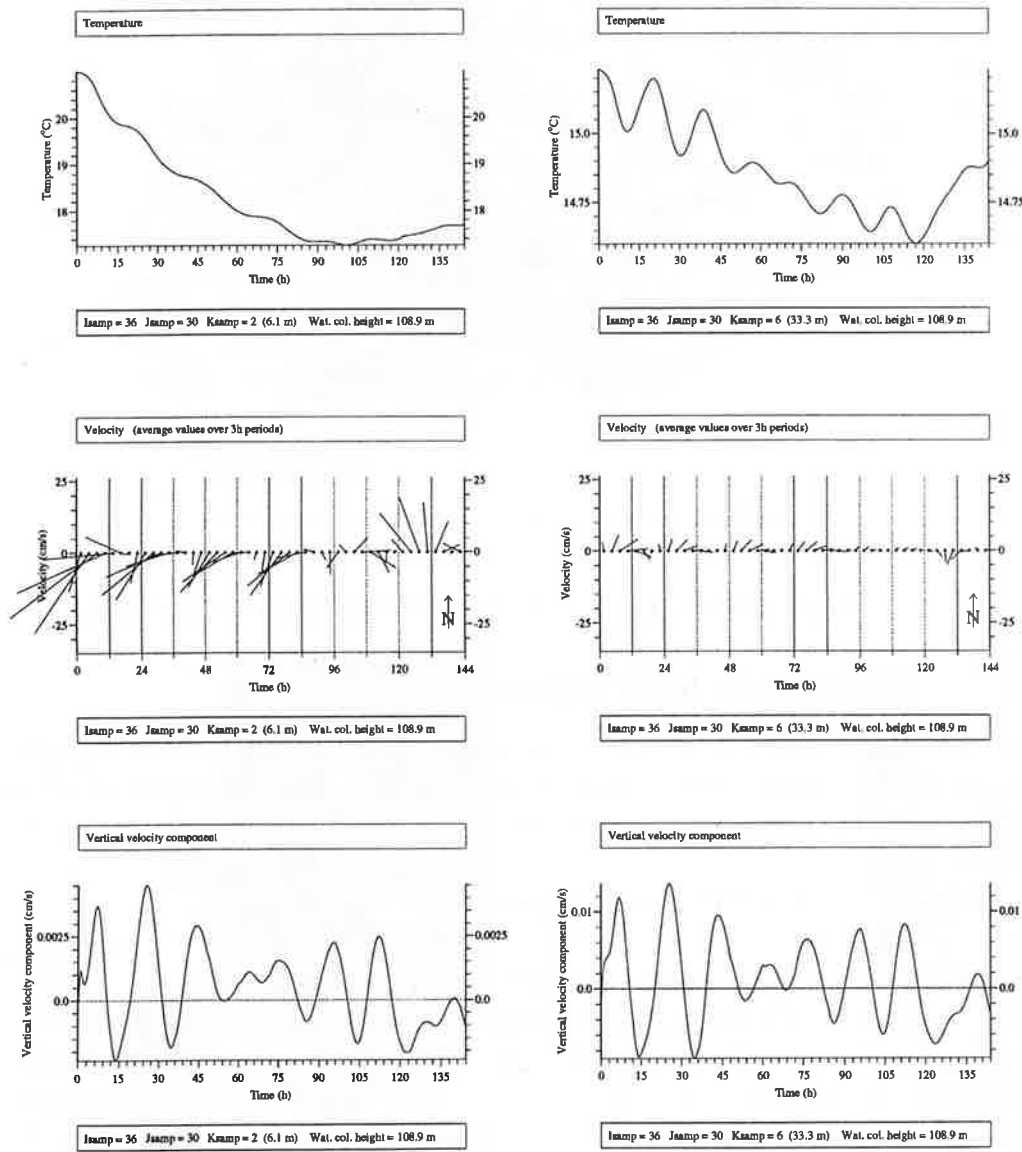 Temperature
Temperature
Temperature (°C)
20
19
18
20
19
18
0 15 30 45 60 75 90 105 120 135
Time (h)
Temperature (°C)
15.0
14.75
15.0
14.75
0 15 30 45 60 75 90 105 120 135
Time (h)
Isamp = 36 Jsamp = 30 Ksamp = 2 (6.1 m) Wat. col. height = 108.9 m
Isamp = 36 Jsamp = 30 Ksamp = 6 (33.3 m) Wat. col. height = 108.9 m
Velocity (average values over 3h periods)
Velocity (average values over 3h periods)
Velocity (cm/s)
25
0
-25
25
0
-25
N
0 24 48 72 96 120 144
Time (h)
Velocity (cm/s)
25
0
-25
25
0
-25
N
0 24 48 72 96 120 144
Time (h)
Isamp = 36 Jsamp = 30 Ksamp = 2 (6.1 m) Wat. col. height = 108.9 m
Isamp = 36 Jsamp = 30 Ksamp = 6 (33.3 m) Wat. col. height = 108.9 m
Vertical velocity component
Vertical velocity component
Vertical velocity component (cm/s)
0.0025
0.0
0.0025
0.0
0 15 30 45 60 75 90 105 120 135
Time (h)
Vertical velocity component (cm/s)
0.01
0.0
0.01
0.0
0 15 30 45 60 75 90 105 120 135
Time (h)
Isamp = 36 Jsamp = 30 Ksamp = 2 (6.1 m) Wat. col. height = 108.9 m
Isamp = 36 Jsamp = 30 Ksamp = 6 (33.3 m) Wat. col. height = 108.9 m